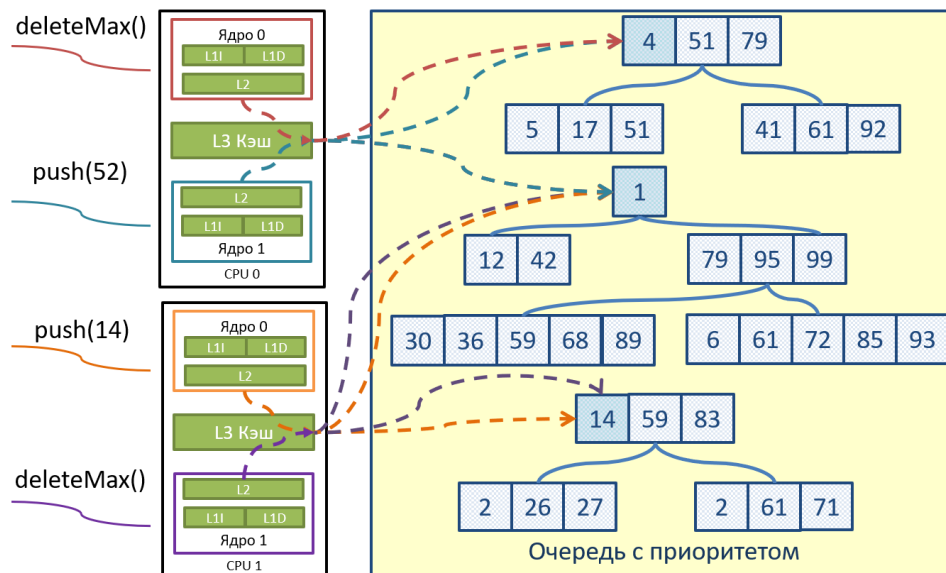 deleteMax()
push(52)
push(14)
deleteMax()
Ядро 0
L1I L1D
L2
L3 Кэш
L2
L1I L1D
Ядро 1
CPU 0
Ядро 0
L1I L1D
L2
L3 Кэш
L2
L1I L1D
Ядро 1
CPU 1
4 51 79
5 17 51
41 61 92
1
12 42
79 95 99
30 36 59 68 89
6 61 72 85 93
14 59 83
2 26 27
2 61 71
Очередь с приоритетом